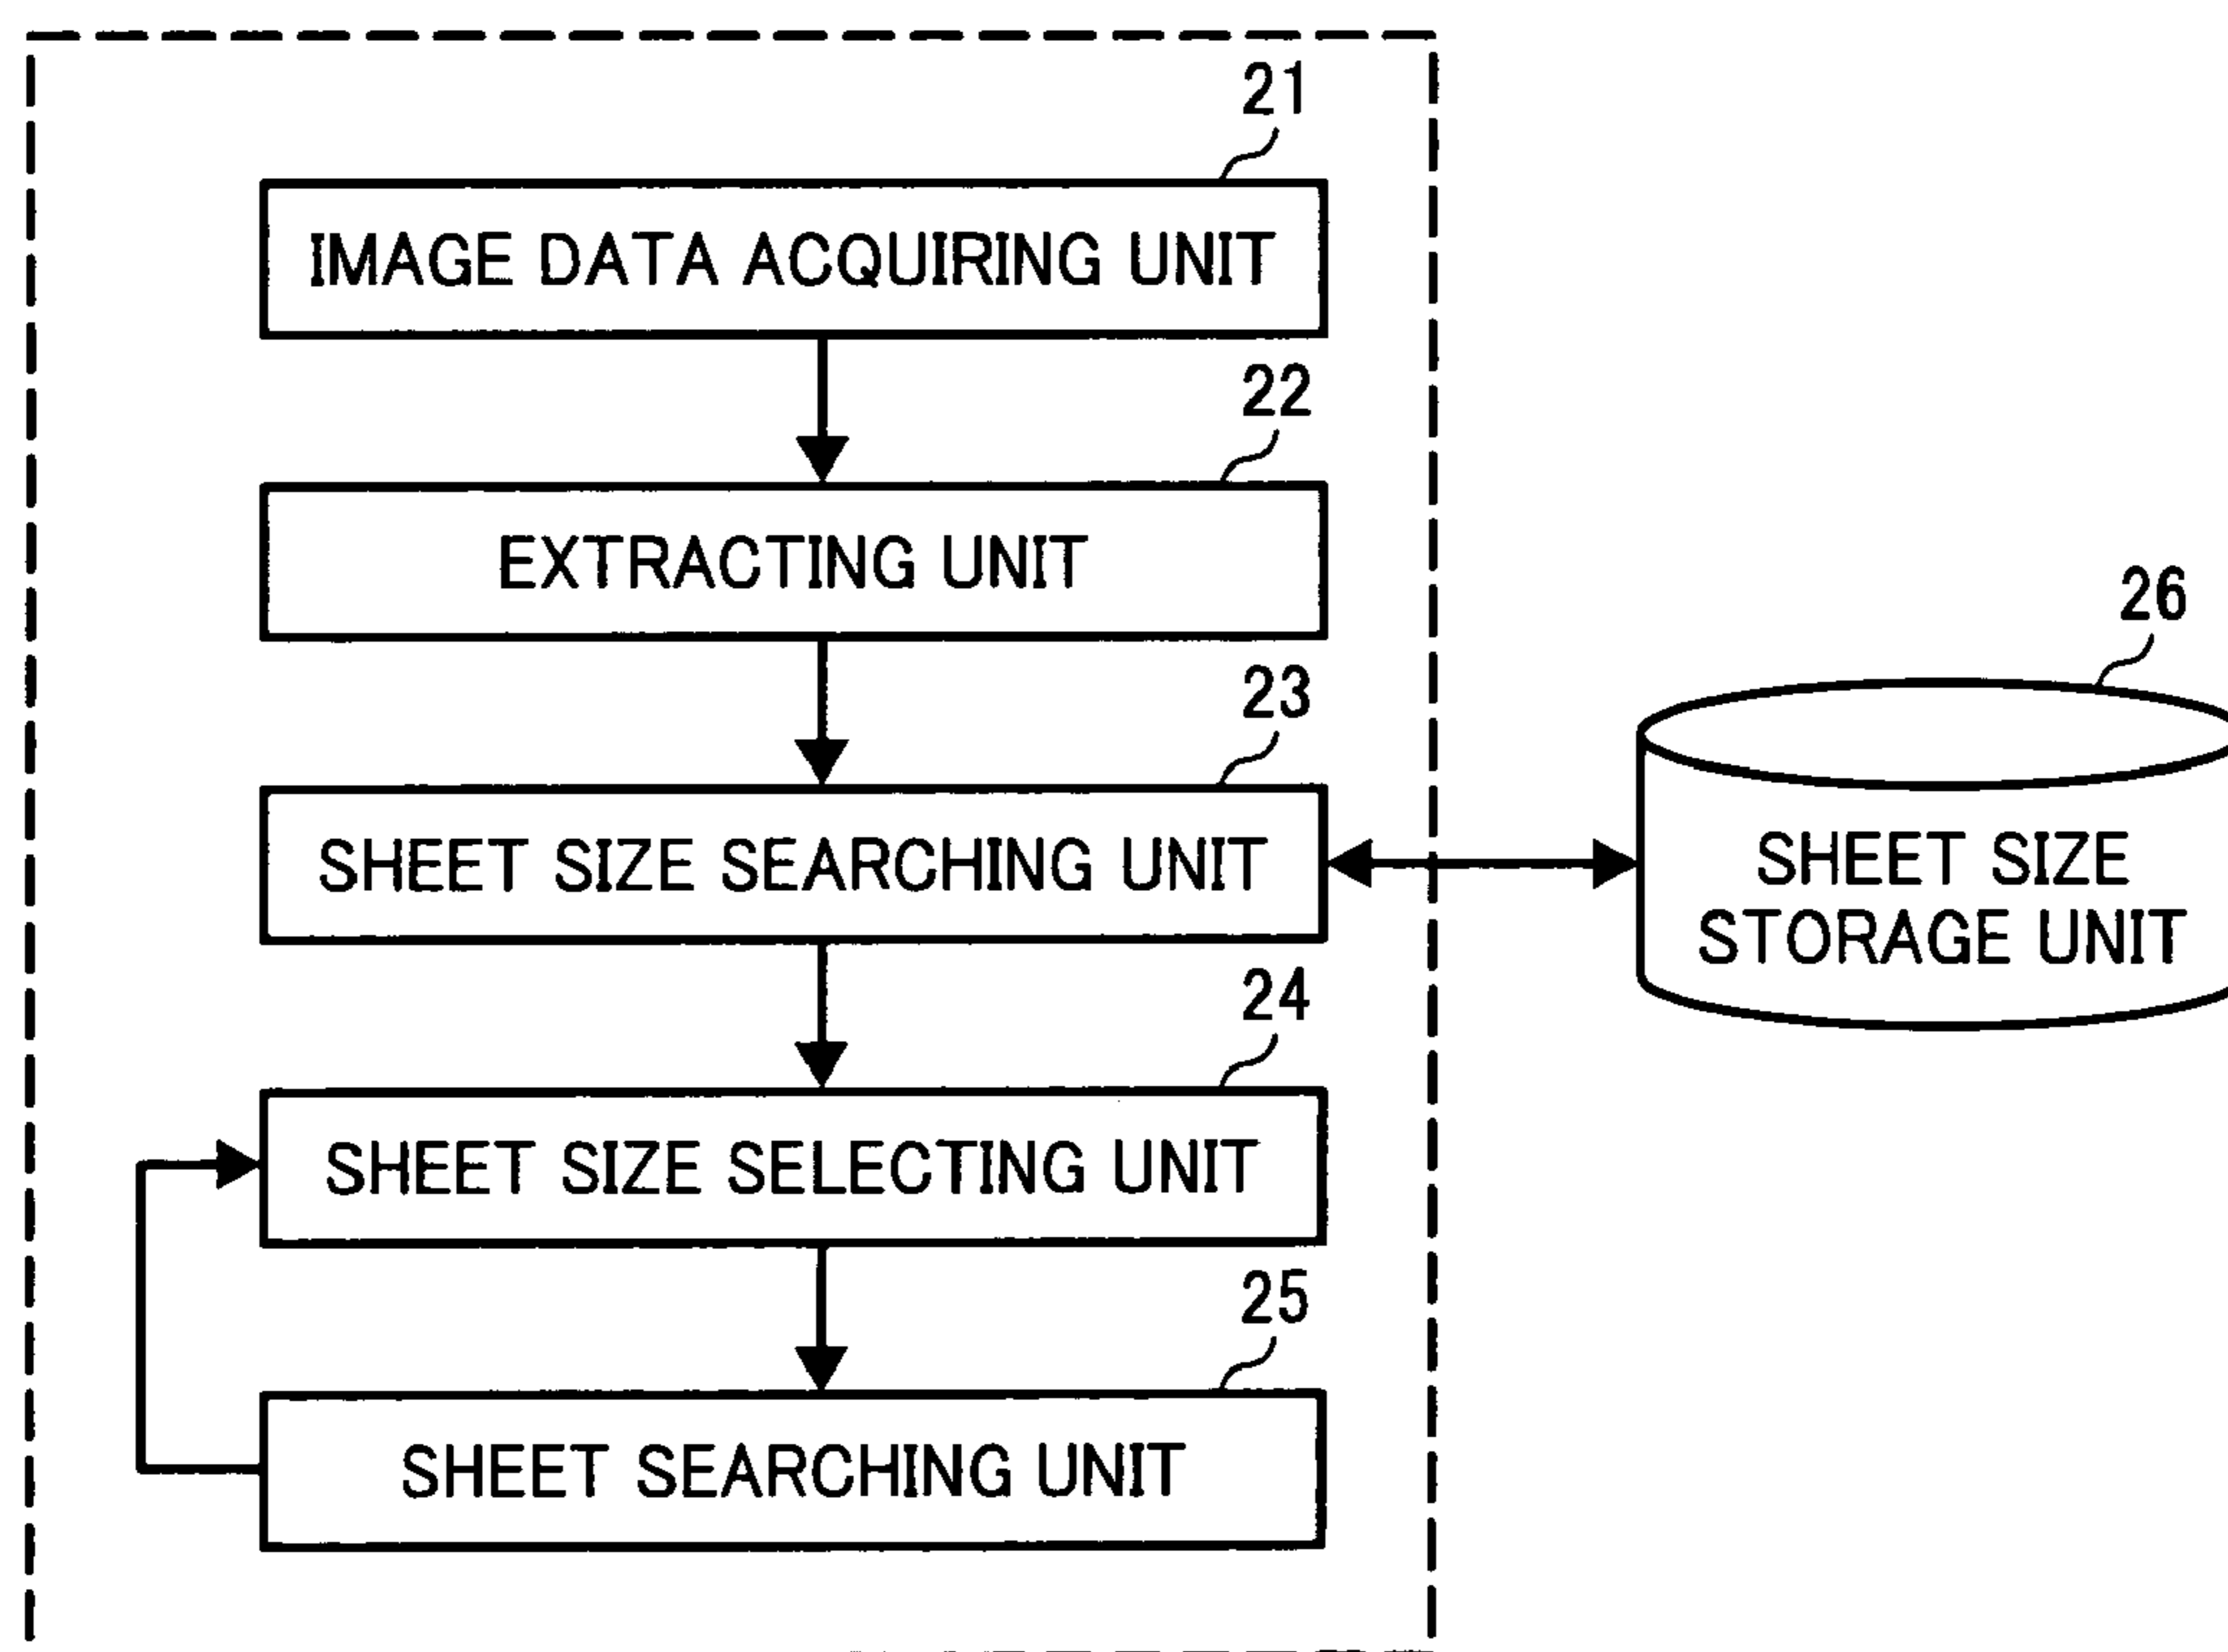 21
IMAGE DATA ACQUIRING UNIT
22
EXTRACTING UNIT
23
SHEET SIZE SEARCHING UNIT
24
SHEET SIZE SELECTING UNIT
25
SHEET SEARCHING UNIT
26
SHEET SIZE
STORAGE UNIT